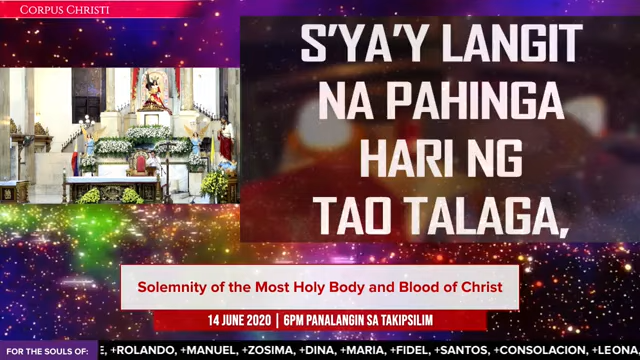 CORPUS CHRISTI
S'YA'Y LANGIT
NA PAHINGA
HARI NG
TAO TALAGA,
Solemnity of the Most Holy Body and Blood of Christ
14 JUNE 2020 | 6PM PANALANGIN SA TAKIPSILIM
FOR THE SOULS OF: E, +ROLANDO, +MANUEL, +ZOSIMA, +DINA, +MARIA, +FIDEL, +SANTOS, +CONSOLACION, +LEONA